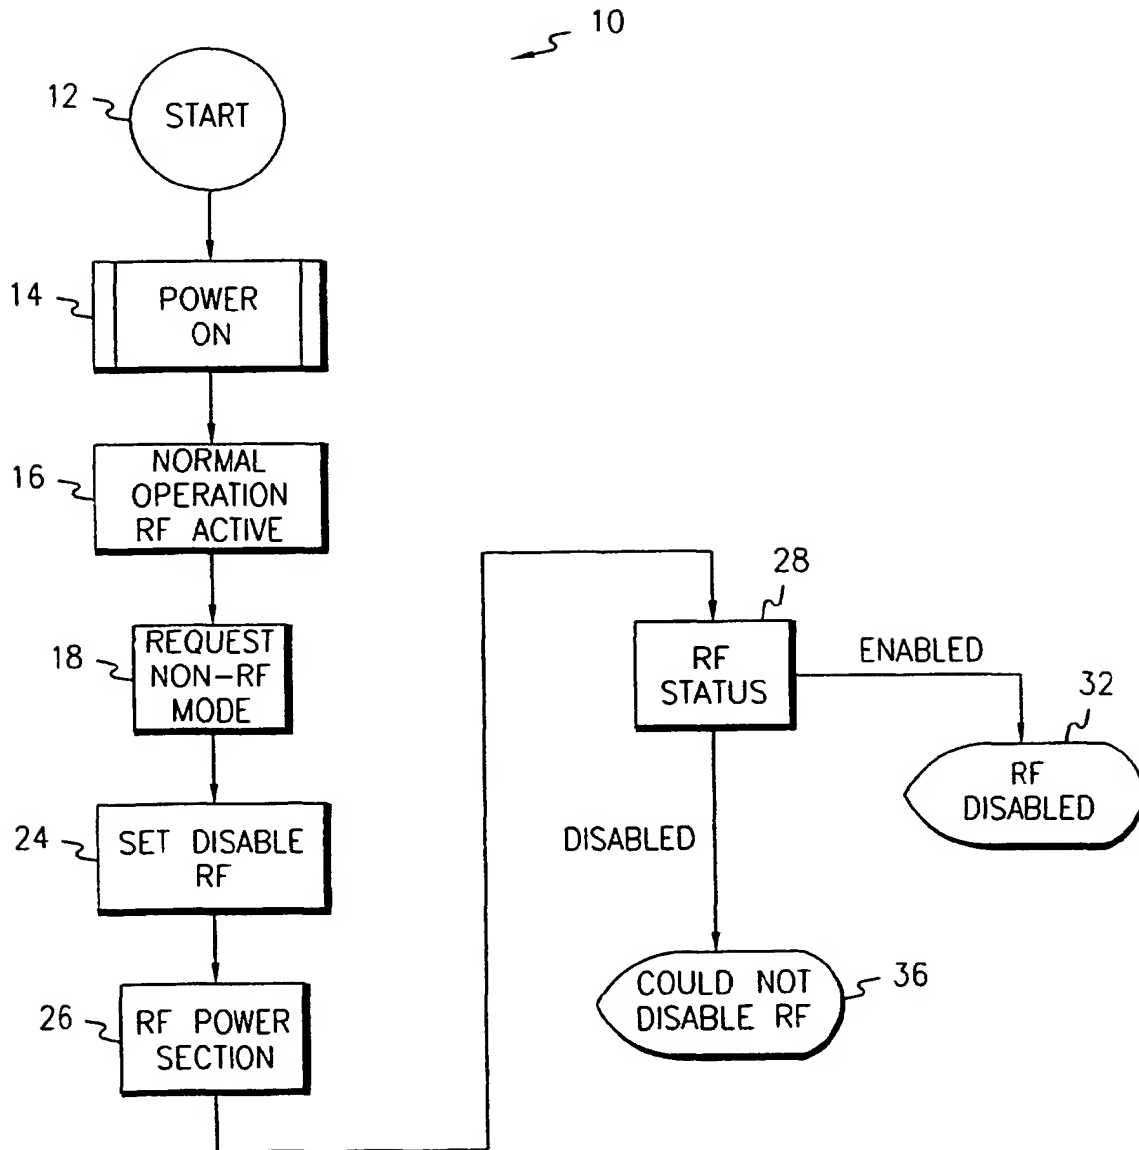 10
12
START
14
POWER
ON
16
NORMAL
OPERATION
RF ACTIVE
18
REQUEST
NON-RF
MODE
24
SET DISABLE
RF
26
RF POWER
SECTION
28
RF
STATUS
ENABLED
32
RF
DISABLED
DISABLED
COULD NOT
DISABLE RF
36